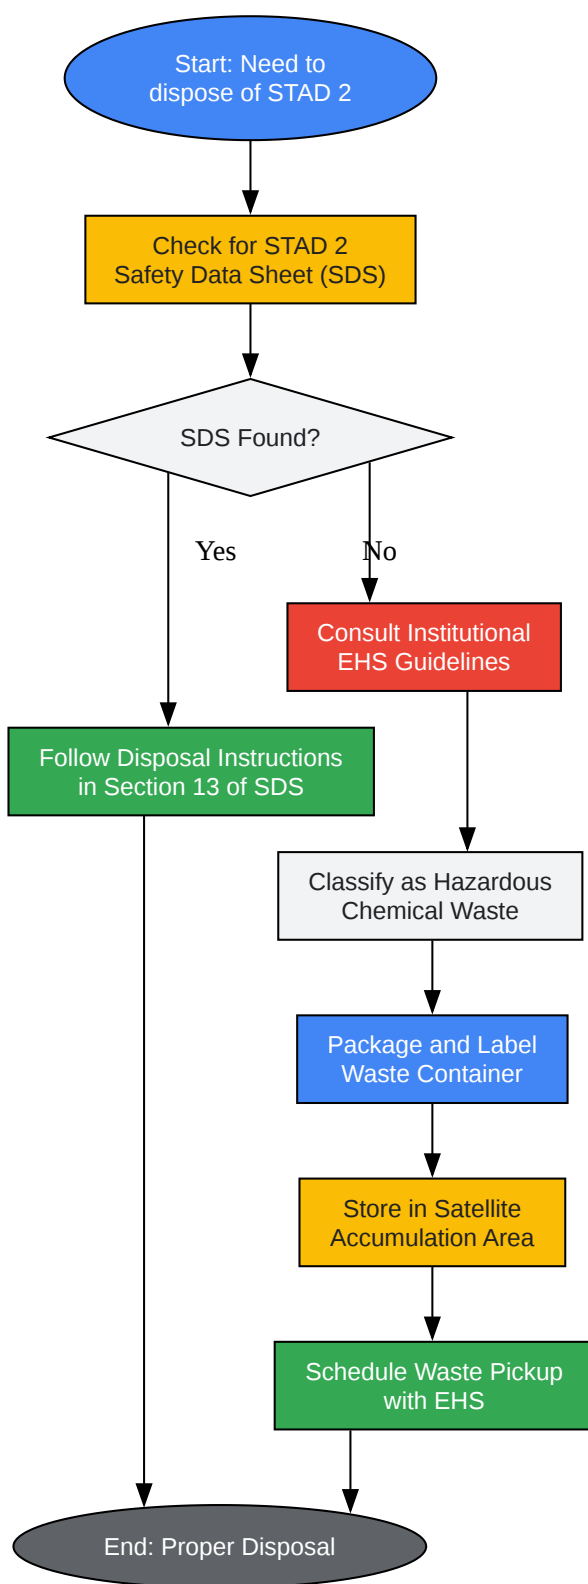 Start: Need to
dispose of STAD 2
Check for STAD 2
Safety Data Sheet (SDS)
SDS Found?
Yes
No
Consult Institutional
EHS Guidelines
Follow Disposal Instructions
in Section 13 of SDS
Classify as Hazardous
Chemical Waste
Package and Label
Waste Container
Store in Satellite
Accumulation Area
Schedule Waste Pickup
with EHS
End: Proper Disposal